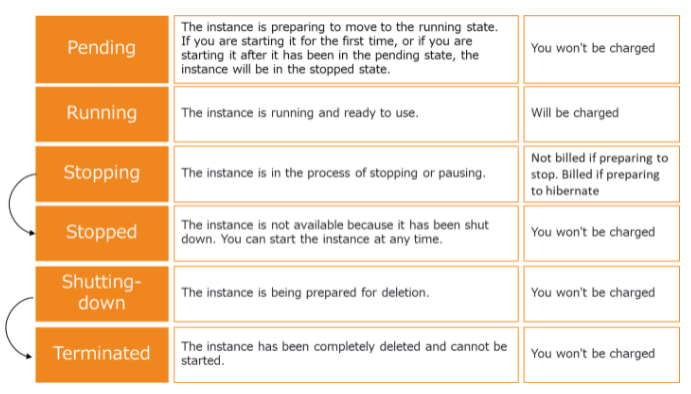 Pending
The instance is preparing to move to the running state.
If you are starting it for the first time, or if you are
starting it after it has been in the pending state, the
instance will be in the stopped state.
You won't be charged
Running
The instance is running and ready to use.
Will be charged
Stopping
The instance is in the process of stopping or pausing.
Not billed if preparing to
stop. Billed if preparing
to hibernate
Stopped
The instance is not available because it has been shut
down. You can start the instance at any time.
You won't be charged
Shutting-
down
The instance is being prepared for deletion.
You won't be charged
Terminated
The instance has been completely deleted and cannot be
started.
You won't be charged